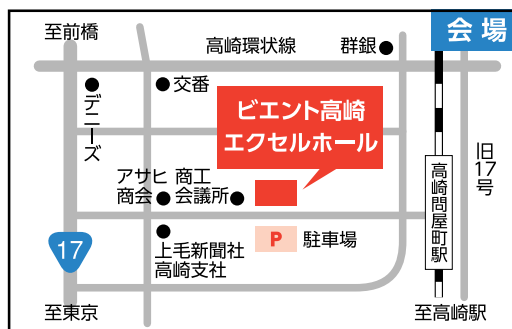 会場
至前橋
高崎環状線
群銀
デニーズ
交番
ビエント高崎
エクセルホール
旧17号
アサヒ
商会
商工
会議所
高崎問屋町駅
17
上毛新聞社
高崎支社
P
駐車場
至東京
至高崎駅